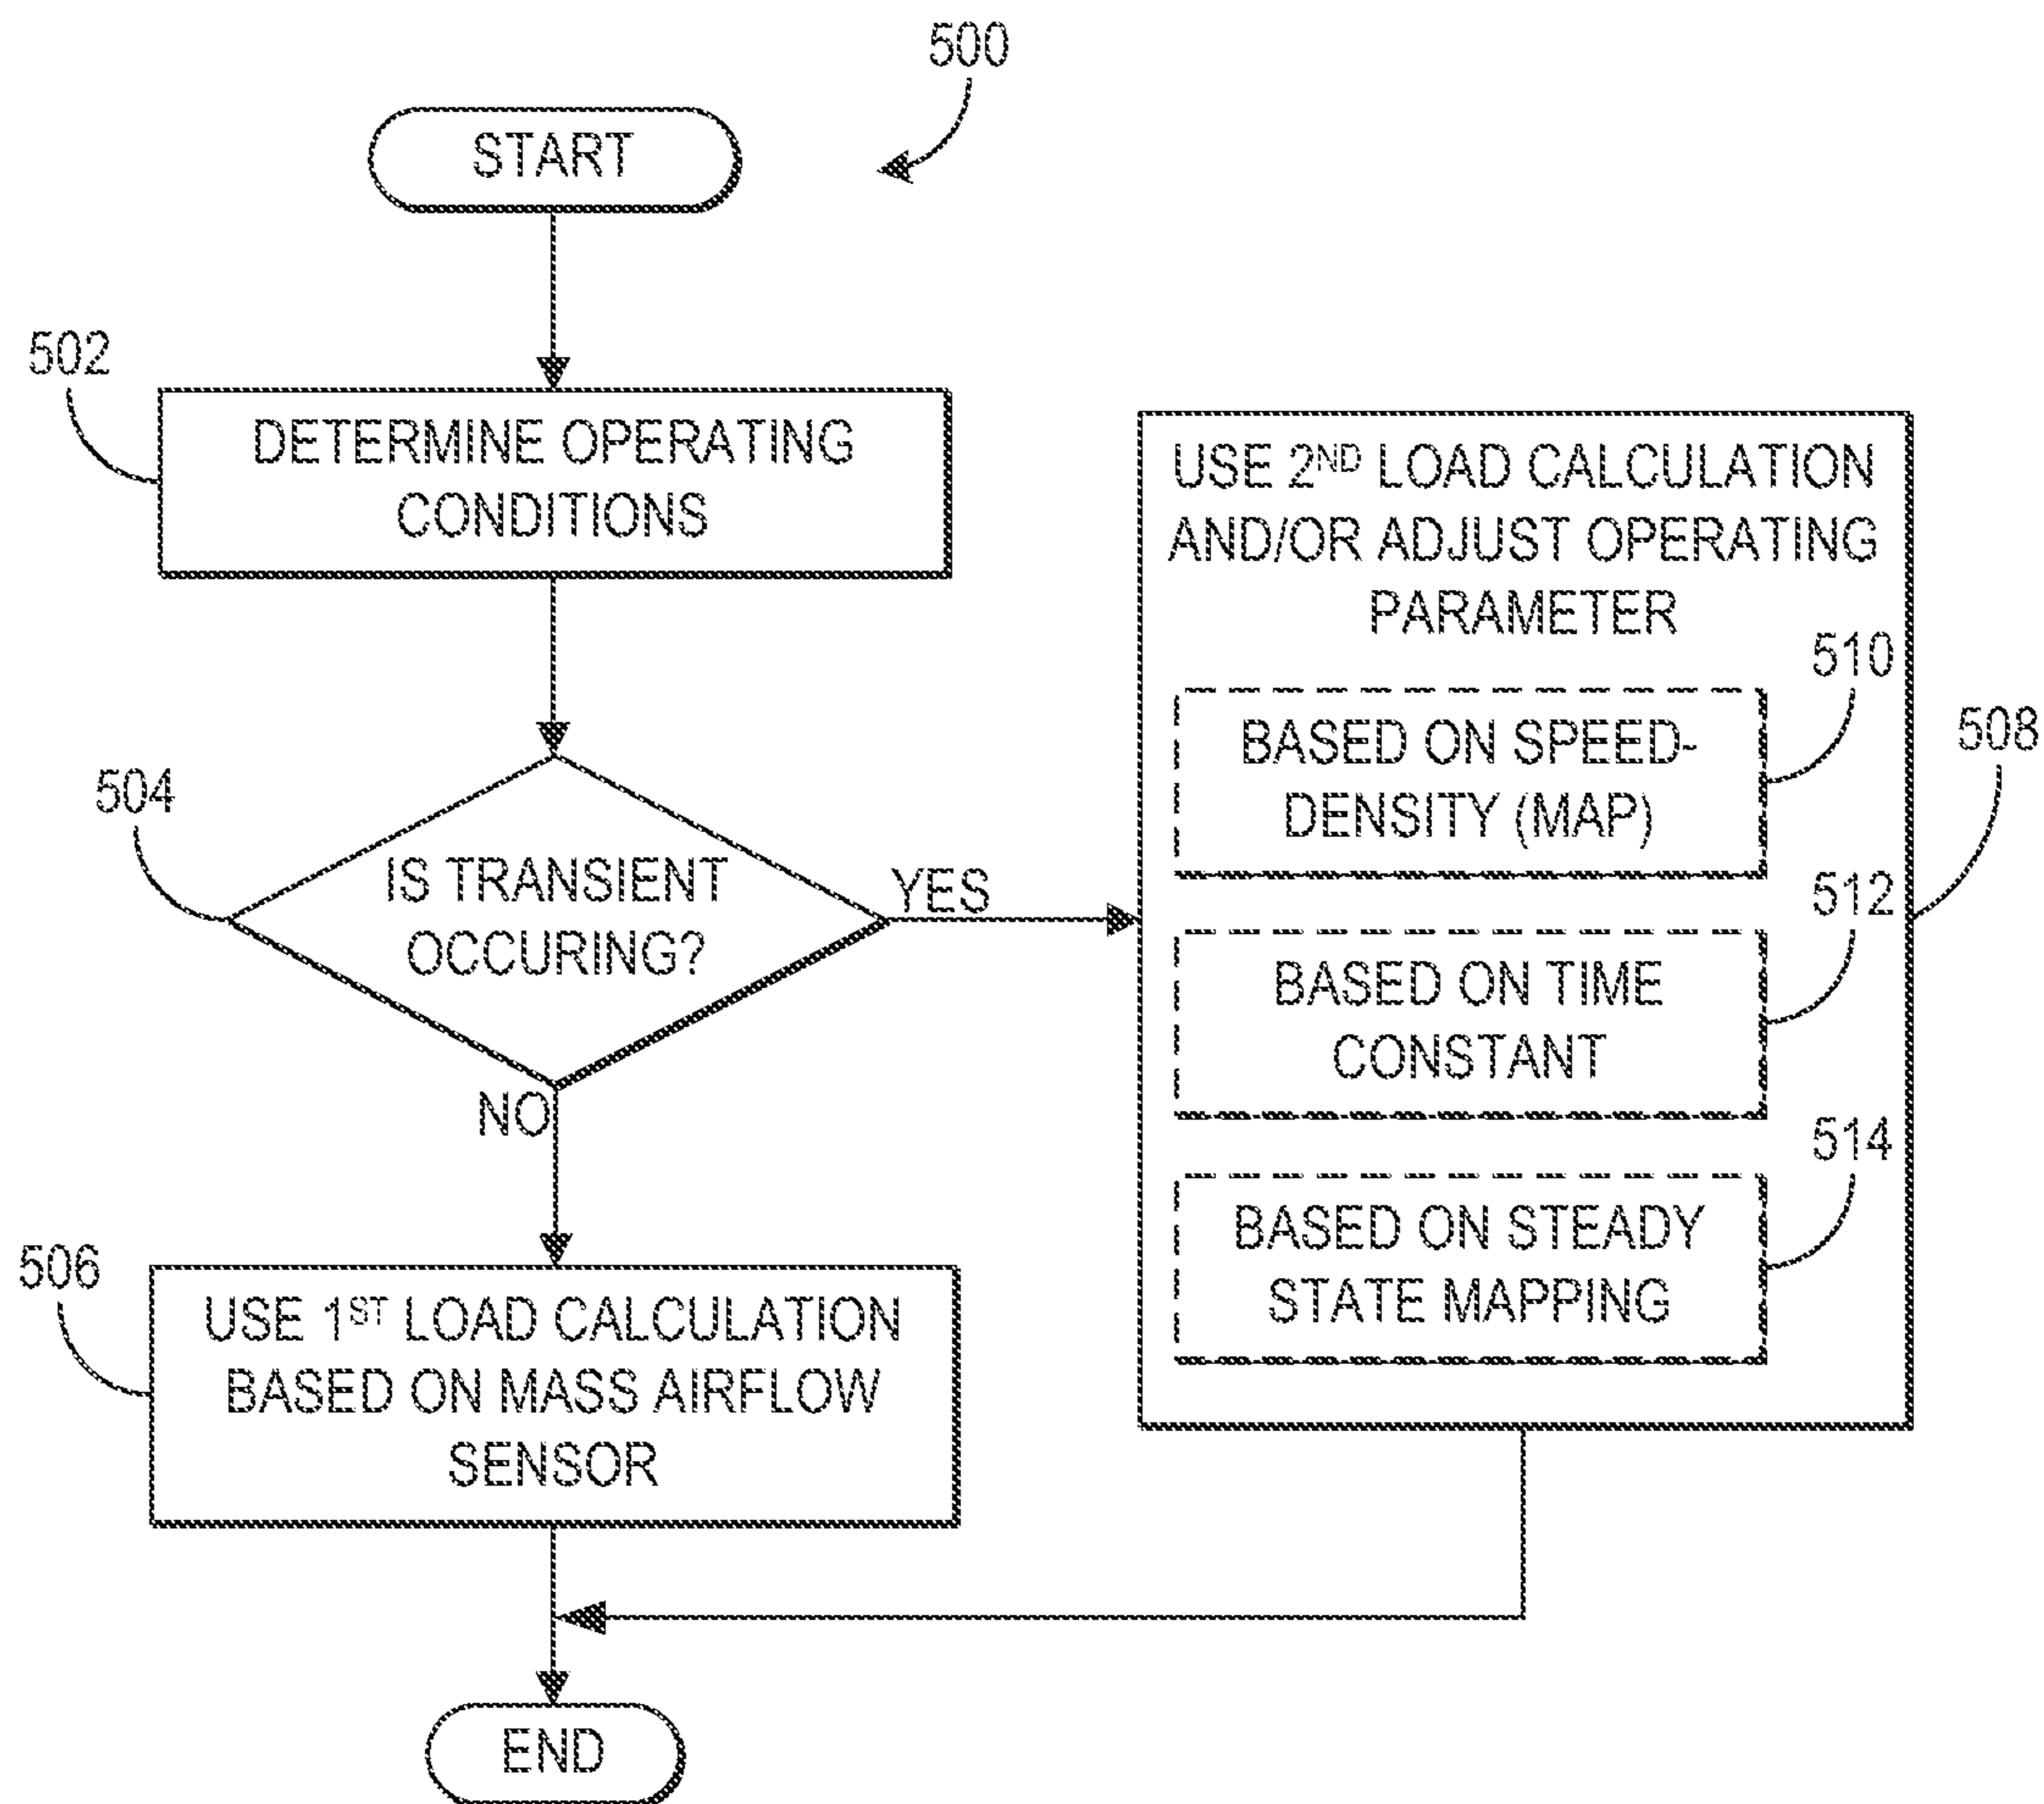 500
START
502
DETERMINE OPERATING
CONDITIONS
504
IS TRANSIENT
OCCURING?
YES
NO
506
USE 1ST LOAD CALCULATION
BASED ON MASS AIRFLOW
SENSOR
USE 2ND LOAD CALCULATION
AND/OR ADJUST OPERATING
PARAMETER
510
BASED ON SPEED-
DENSITY (MAP)
508
512
BASED ON TIME
CONSTANT
514
BASED ON STEADY
STATE MAPPING
END